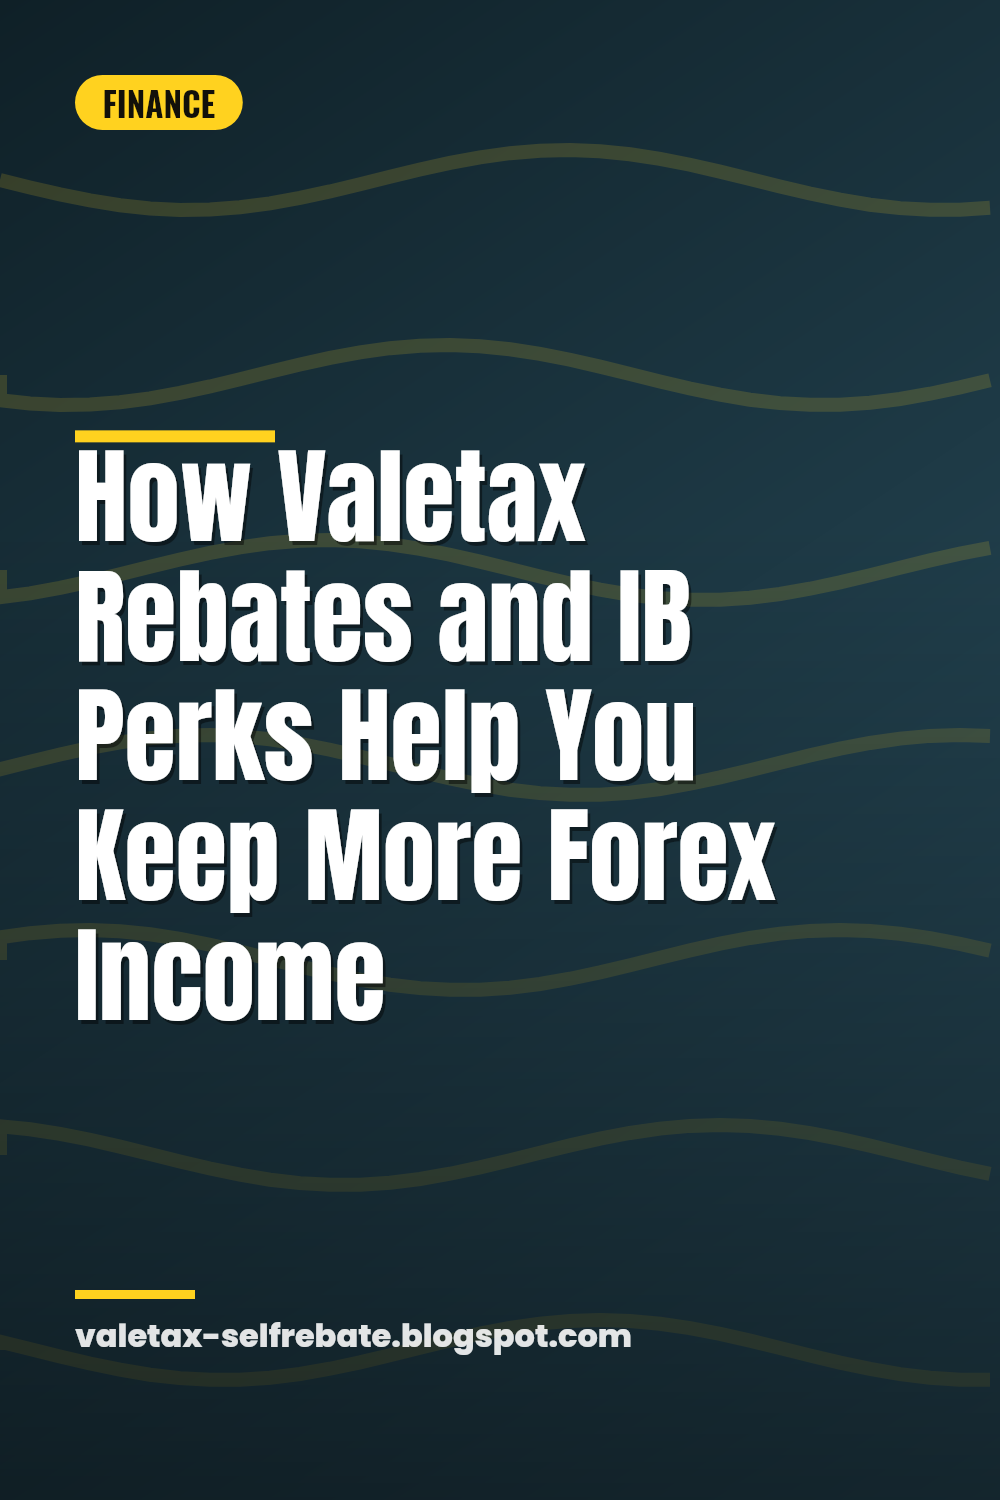 FINANCE
How Valetax
Rebates and IB
Perks Help You
Keep More Forex
Income
valetax-selfrebate.blogspot.com